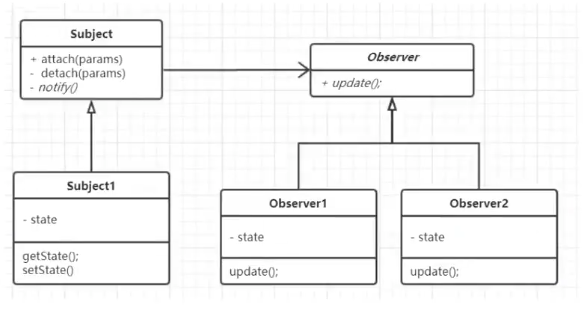 Subject
+ attach(params)
- detach(params)
- notify()
Observer
+ update();
Subject1
- state
getState();
setState()
Observer1
- state
update();
Observer2
- state
update();